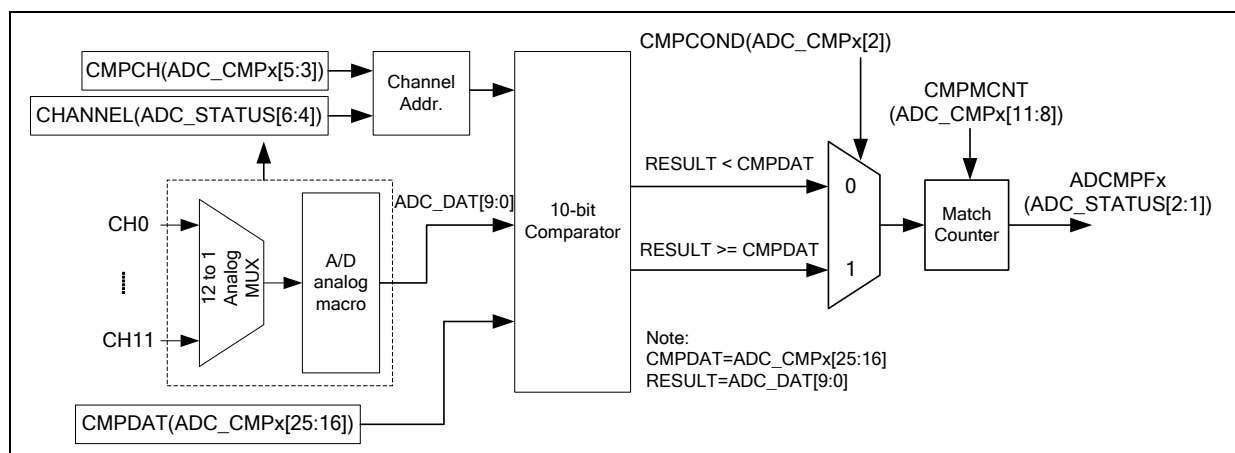 CMPCH(ADC_CMPx[5:3])
CHANNEL(ADC_STATUS[6:4])
Channel
Addr.
CH0
CH11
12 to 1
Analog
MUX
A/D
analog
macro
ADC_DAT[9:0]
CMPDAT(ADC_CMPx[25:16])
10-bit
Comparator
CMPCOND(ADC_CMPx[2])
RESULT < CMPDAT
RESULT >= CMPDAT
0
1
CMPMCNT
(ADC_CMPx[11:8])
Match
Counter
ADCMPFx
(ADC_STATUS[2:1])
Note:
CMPDAT=ADC_CMPx[25:16]
RESULT=ADC_DAT[9:0]